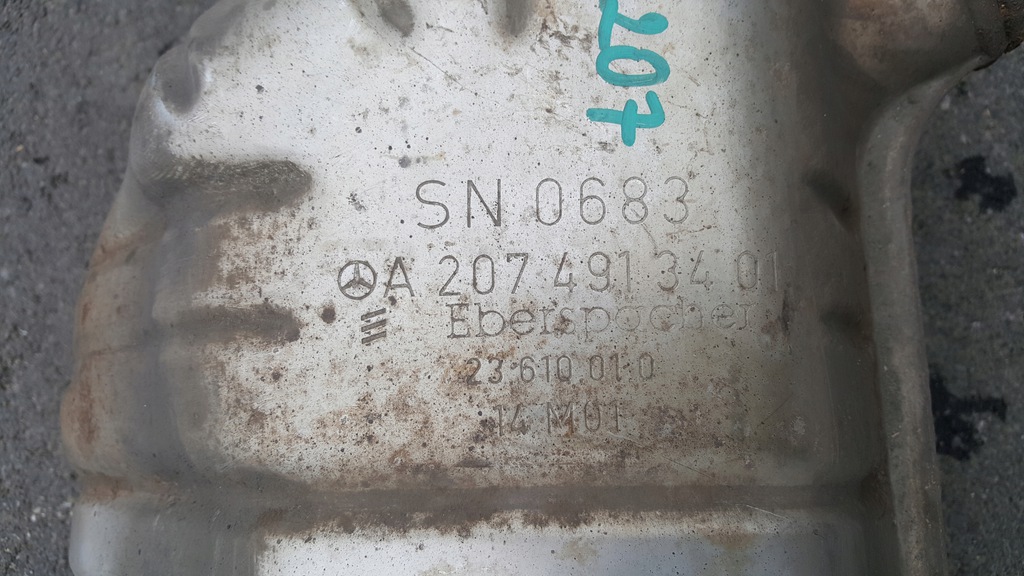 207
SN 0683
A 207 491 34 01
Eberspächer
23 610 01 0
14 M01